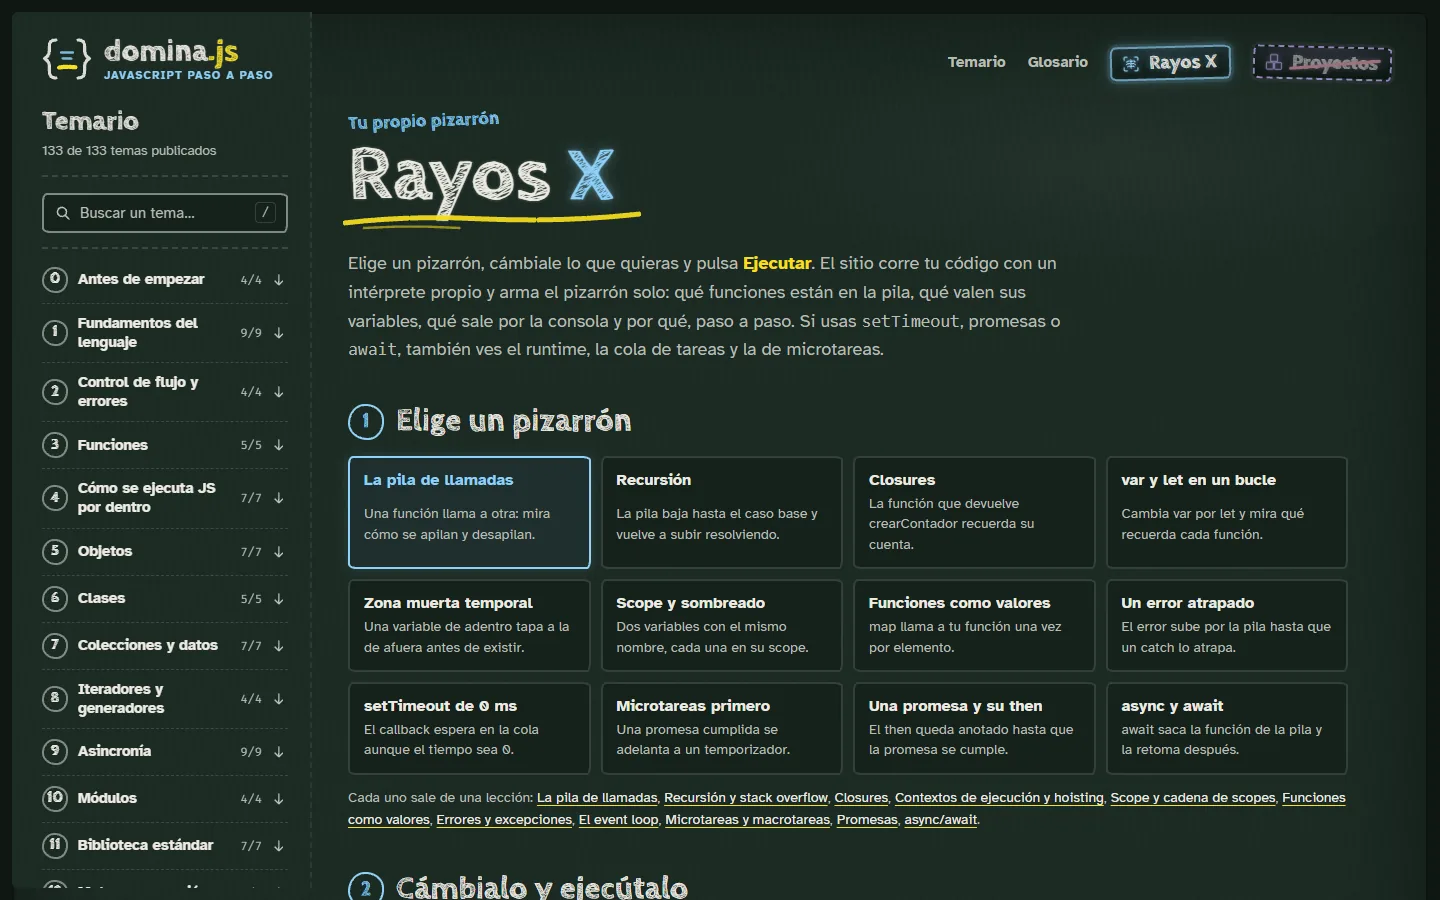 domina.js
JAVASCRIPT PASO A PASO
Temario
Glosario
Rayos X
Proyectos
Temario
133 de 133 temas publicados
Buscar un tema...
/
0 Antes de empezar 4/4 ↓
1 Fundamentos del lenguaje 9/9 ↓
2 Control de flujo y errores 4/4 ↓
3 Funciones 5/5 ↓
4 Cómo se ejecuta JS por dentro 7/7 ↓
5 Objetos 7/7 ↓
6 Clases 5/5 ↓
7 Colecciones y datos 7/7 ↓
8 Iteradores y generadores 4/4 ↓
9 Asincronía 9/9 ↓
10 Módulos 4/4 ↓
11 Biblioteca estándar 7/7 ↓
Tu propio pizarrón
Rayos X
Elige un pizarrón, cámbiale lo que quieras y pulsa Ejecutar. El sitio corre tu código con un
intérprete propio y arma el pizarrón solo: qué funciones están en la pila, qué valen sus
variables, qué sale por la consola y por qué, paso a paso. Si usas setTimeout, promesas o
await, también ves el runtime, la cola de tareas y la de microtareas.
1 Elige un pizarrón
La pila de llamadas
Una función llama a otra: mira
cómo se apilan y desapilan.
Recursión
La pila baja hasta el caso base y
vuelve a subir resolviendo.
Closures
La función que devuelve
crearContador recuerda su
cuenta.
var y let en un bucle
Cambia var por let y mira qué
recuerda cada función.
Zona muerta temporal
Una variable de adentro tapa a la
de afuera antes de existir.
Scope y sombreado
Dos variables con el mismo
nombre, cada una en su scope.
Funciones como valores
map llama a tu función una vez
por elemento.
Un error atrapado
El error sube por la pila hasta que
un catch lo atrapa.
setTimeout de 0 ms
El callback espera en la cola
aunque el tiempo sea 0.
Microtareas primero
Una promesa cumplida se
adelanta a un temporizador.
Una promesa y su then
El then queda anotado hasta que
la promesa se cumple.
async y await
await saca la función de la pila y
la retoma después.
Cada uno sale de una lección: La pila de llamadas, Recursión y stack overflow, Closures, Contextos de ejecución y hoisting, Scope y cadena de scopes, Funciones
como valores, Errores y excepciones, El event loop, Microtareas y macrotareas, Promesas, async/await.
2 Cámbialo y ejecútalo